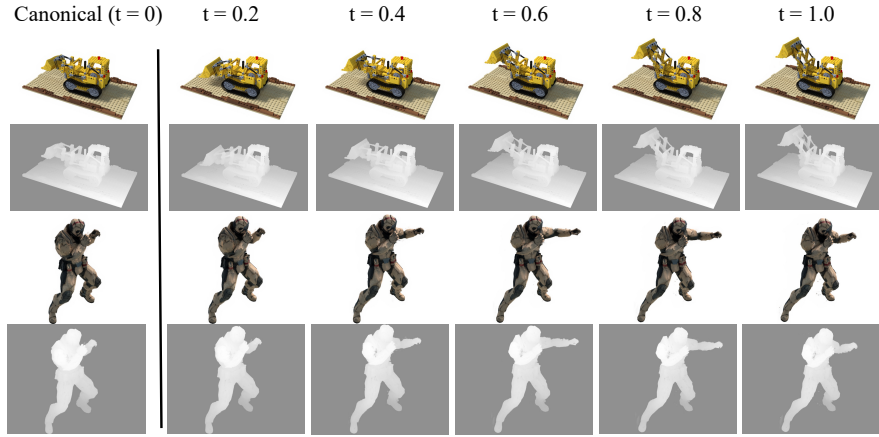 Canonical (t = 0) t = 0.2 t = 0.4 t = 0.6 t = 0.8 t = 1.0